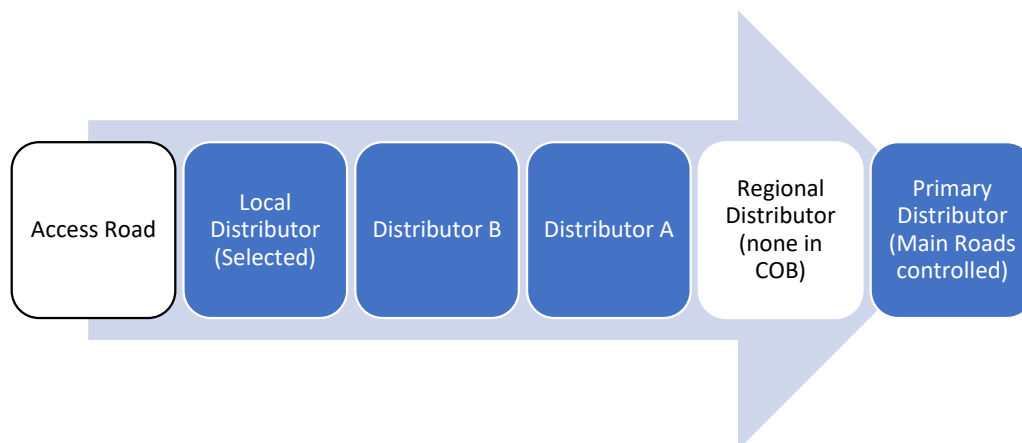 Access Road
Local
Distributor
(Selected)
Distributor B
Distributor A
Regional
Distributor
(none in
COB)
Primary
Distributor
(Main Roads
controlled)